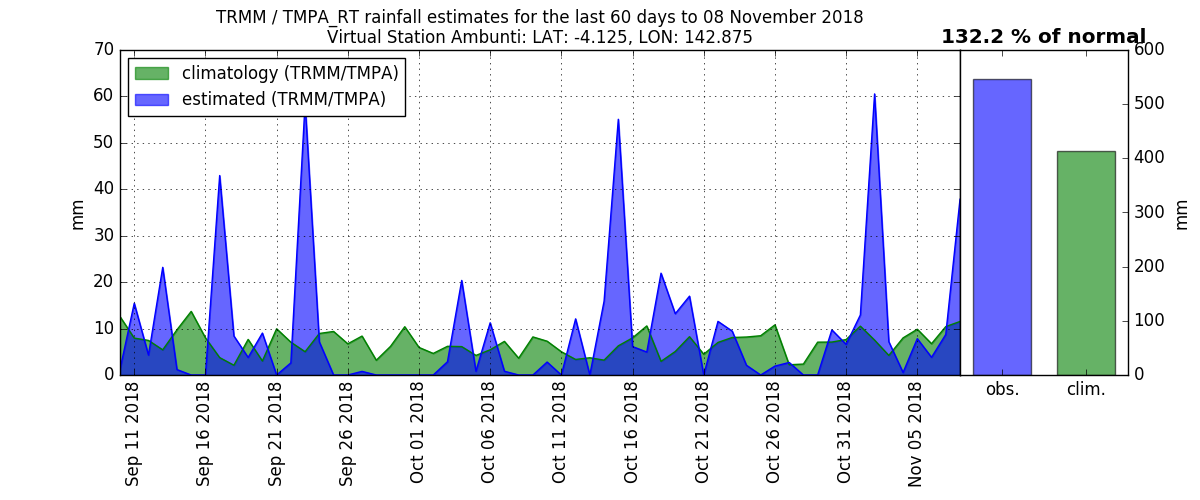 TRMM / TMPA_RT rainfall estimates for the last 60 days to 08 November 2018
Virtual Station Ambunti: LAT: -4.125, LON: 142.875
132.2 % of normal
climatology (TRMM/TMPA)
estimated (TRMM/TMPA)
mm
70
60
50
40
30
20
10
0
Sep 11 2018
Sep 16 2018
Sep 21 2018
Sep 26 2018
Oct 01 2018
Oct 06 2018
Oct 11 2018
Oct 16 2018
Oct 21 2018
Oct 26 2018
Oct 31 2018
Nov 05 2018
obs.
clim.
600
500
400
300
200
100
0
mm